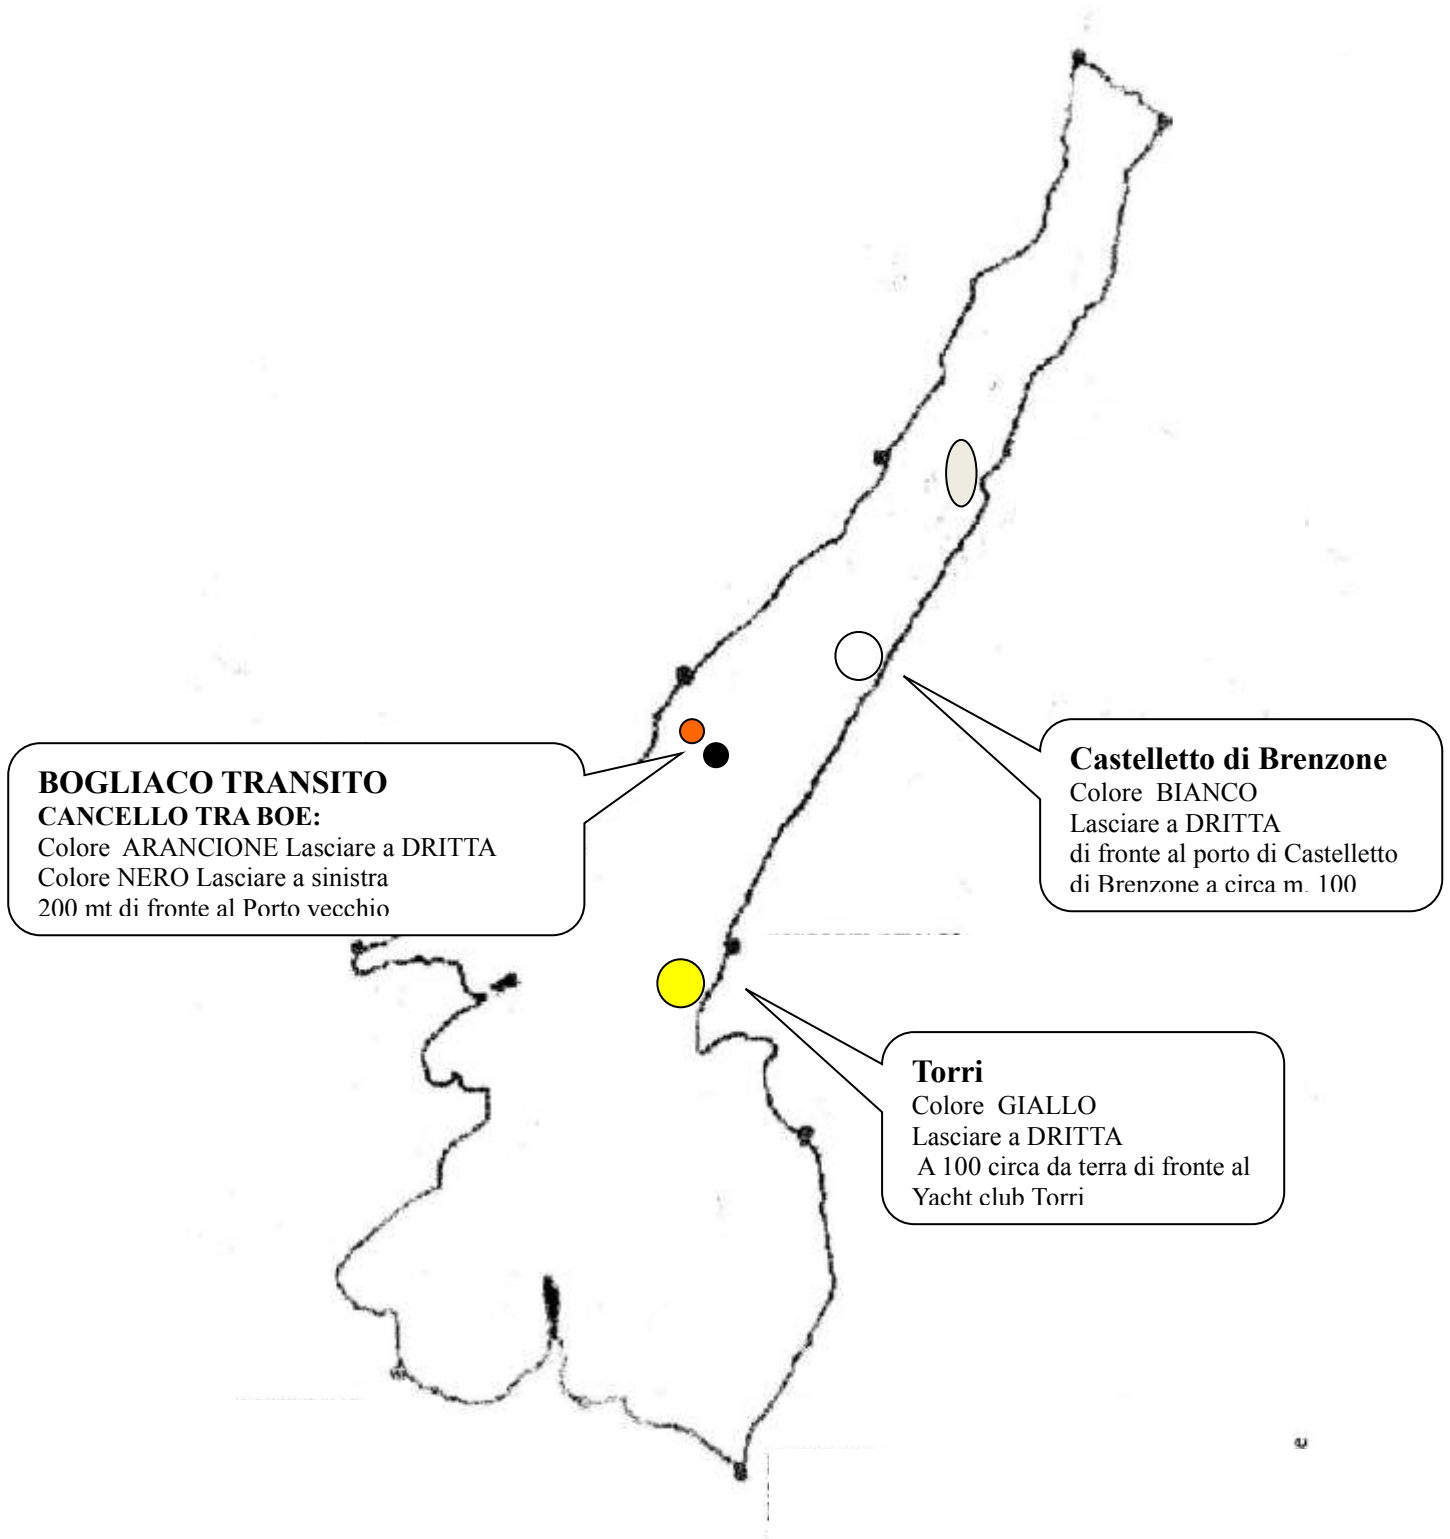 BOGLIACO TRANSITO
CANCELLO TRA BOE:
Colore ARANCIONE Lasciare a DRITTA
Colore NERO Lasciare a sinistra
200 mt di fronte al Porto vecchio
Castelletto di Brenzone
Colore BIANCO
Lasciare a DRITTA
di fronte al porto di Castelletto
di Brenzone a circa m. 100
Torri
Colore GIALLO
Lasciare a DRITTA
A 100 circa da terra di fronte al
Yacht club Torri
e